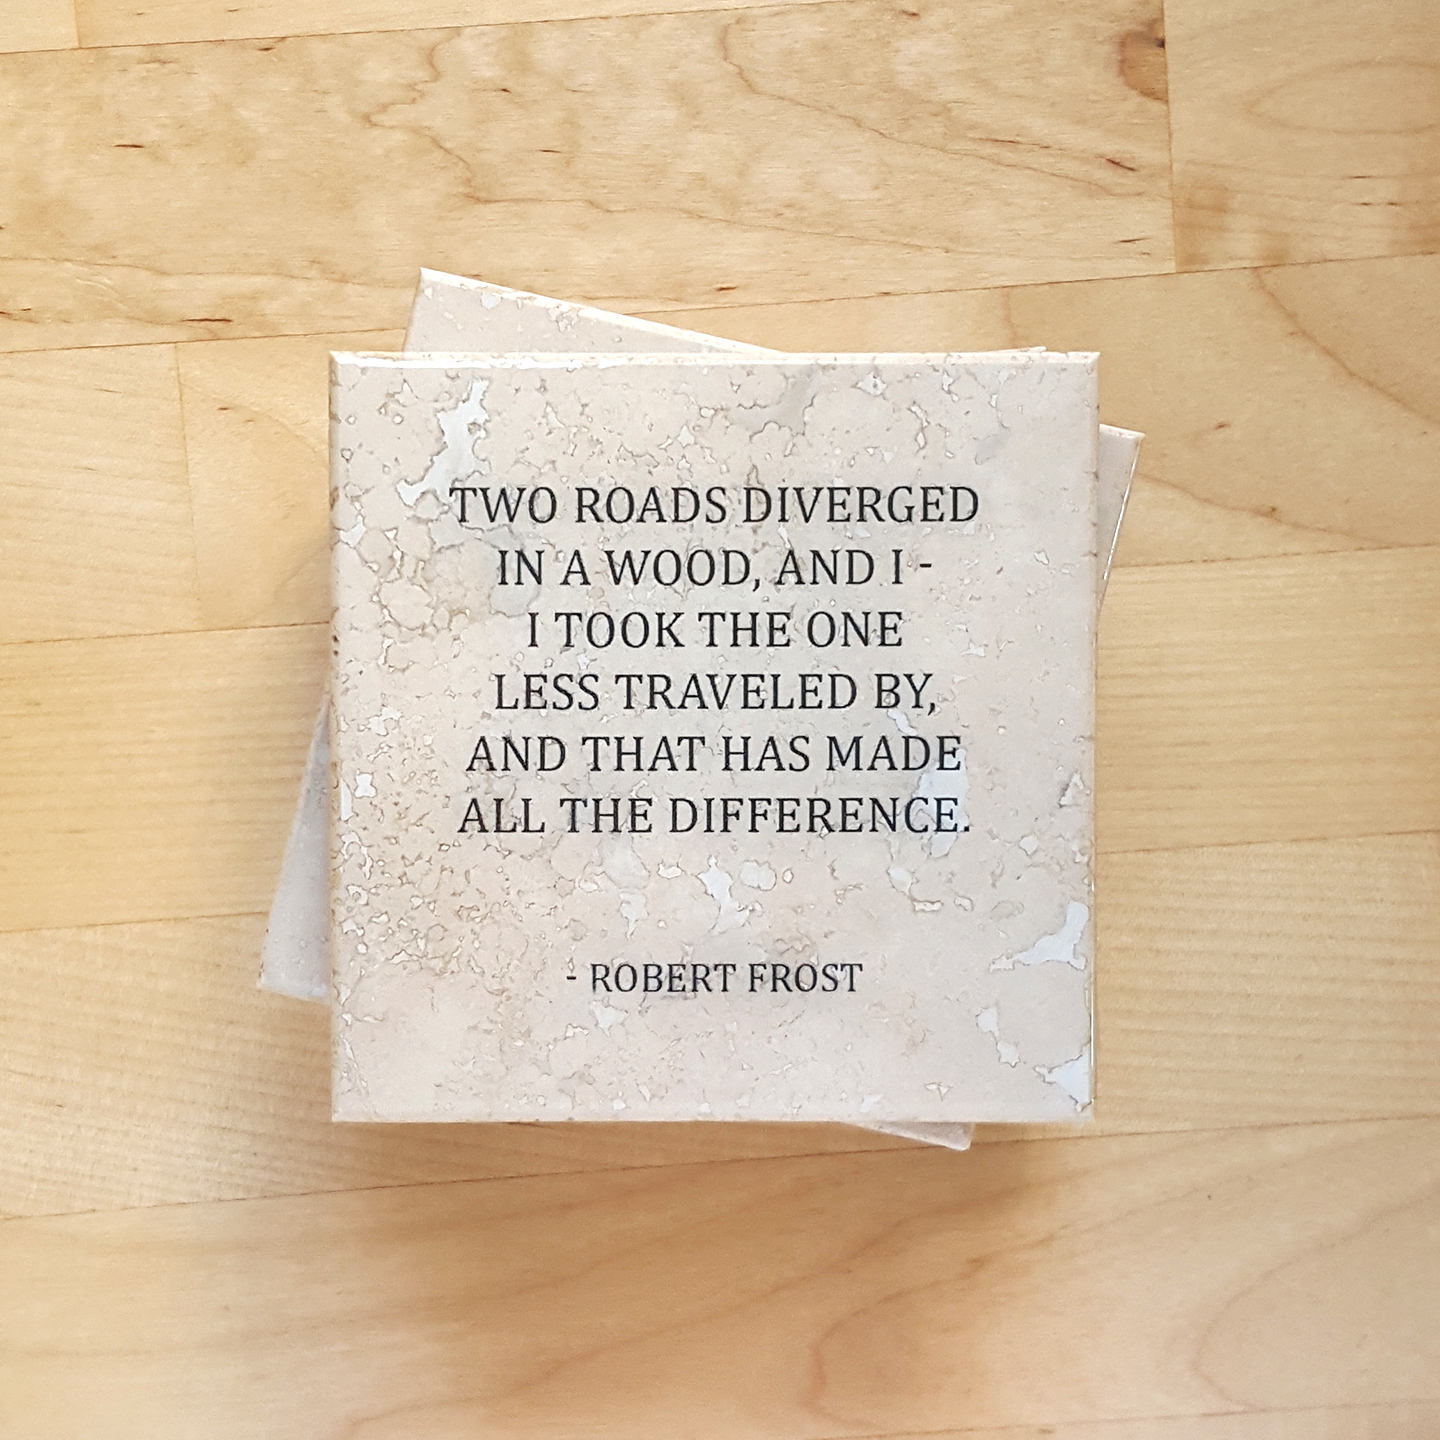 TWO ROADS DIVERGED
IN A WOOD, AND I -
I TOOK THE ONE
LESS TRAVELED BY,
AND THAT HAS MADE
ALL THE DIFFERENCE.
- ROBERT FROST